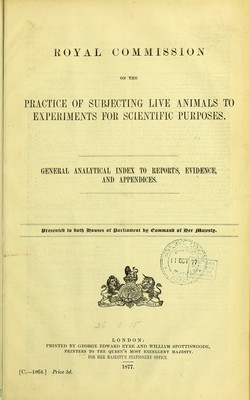 ROYAL COMMISSION
ON THE
PRACTICE OF SUBJECTING LIVE ANIMALS TO
EXPERIMENTS FOR SCIENTIFIC PURPOSES.
GENERAL ANALYTICAL INDEX TO REPORTS, EVIDENCE,
AND APPENDICES.
Presented to both Houses of Parliament by Command of Her Majesty.
11 OCT 77
LONDON:
PRINTED BY GEORGE EDWARD EYRE AND WILLIAM SPOTTISWOODE,
PRINTERS TO THE QUEEN'S MOST EXCELLENT MAJESTY.
FOR HER MAJESTY'S STATIONERY OFFICE.
1877.
Price 3d.